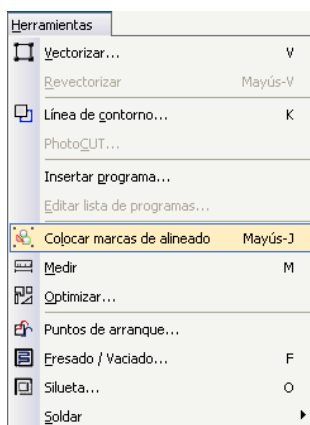 Herramientas
Vectorizar... V
Revectorizar Mayús-V
Línea de contorno... K
PhotoCUT...
Insertar programa...
Editar lista de programas...
Colocar marcas de alineado Mayús-J
Medir M
Optimizar...
Puntos de arranque...
Fresado / Vaciado... F
Silueta... O
Soldar